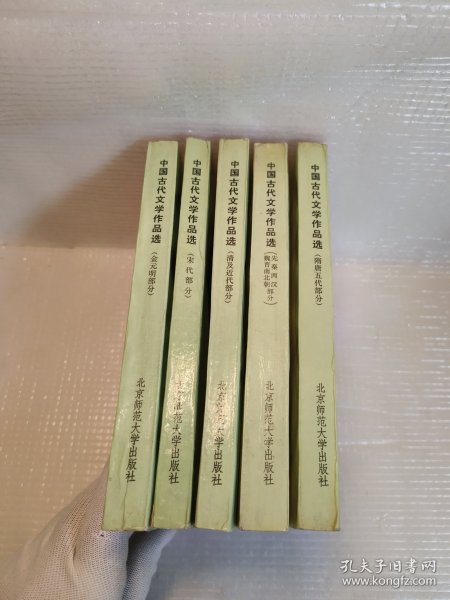 中国古代文学作品选
(金元明部分)
北京师范大学出版社
中国古代文学作品选
(宋代部分)
北京师范大学出版社
中国古代文学作品选
(清及近代部分)
北京师范大学出版社
中国古代文学作品选
(先秦两汉部分)
(魏晋南北朝)
北京师范大学出版社
中国古代文学作品选
(隋唐五代部分)
北京师范大学出版社
孔夫子旧书网
www.kongfz.com